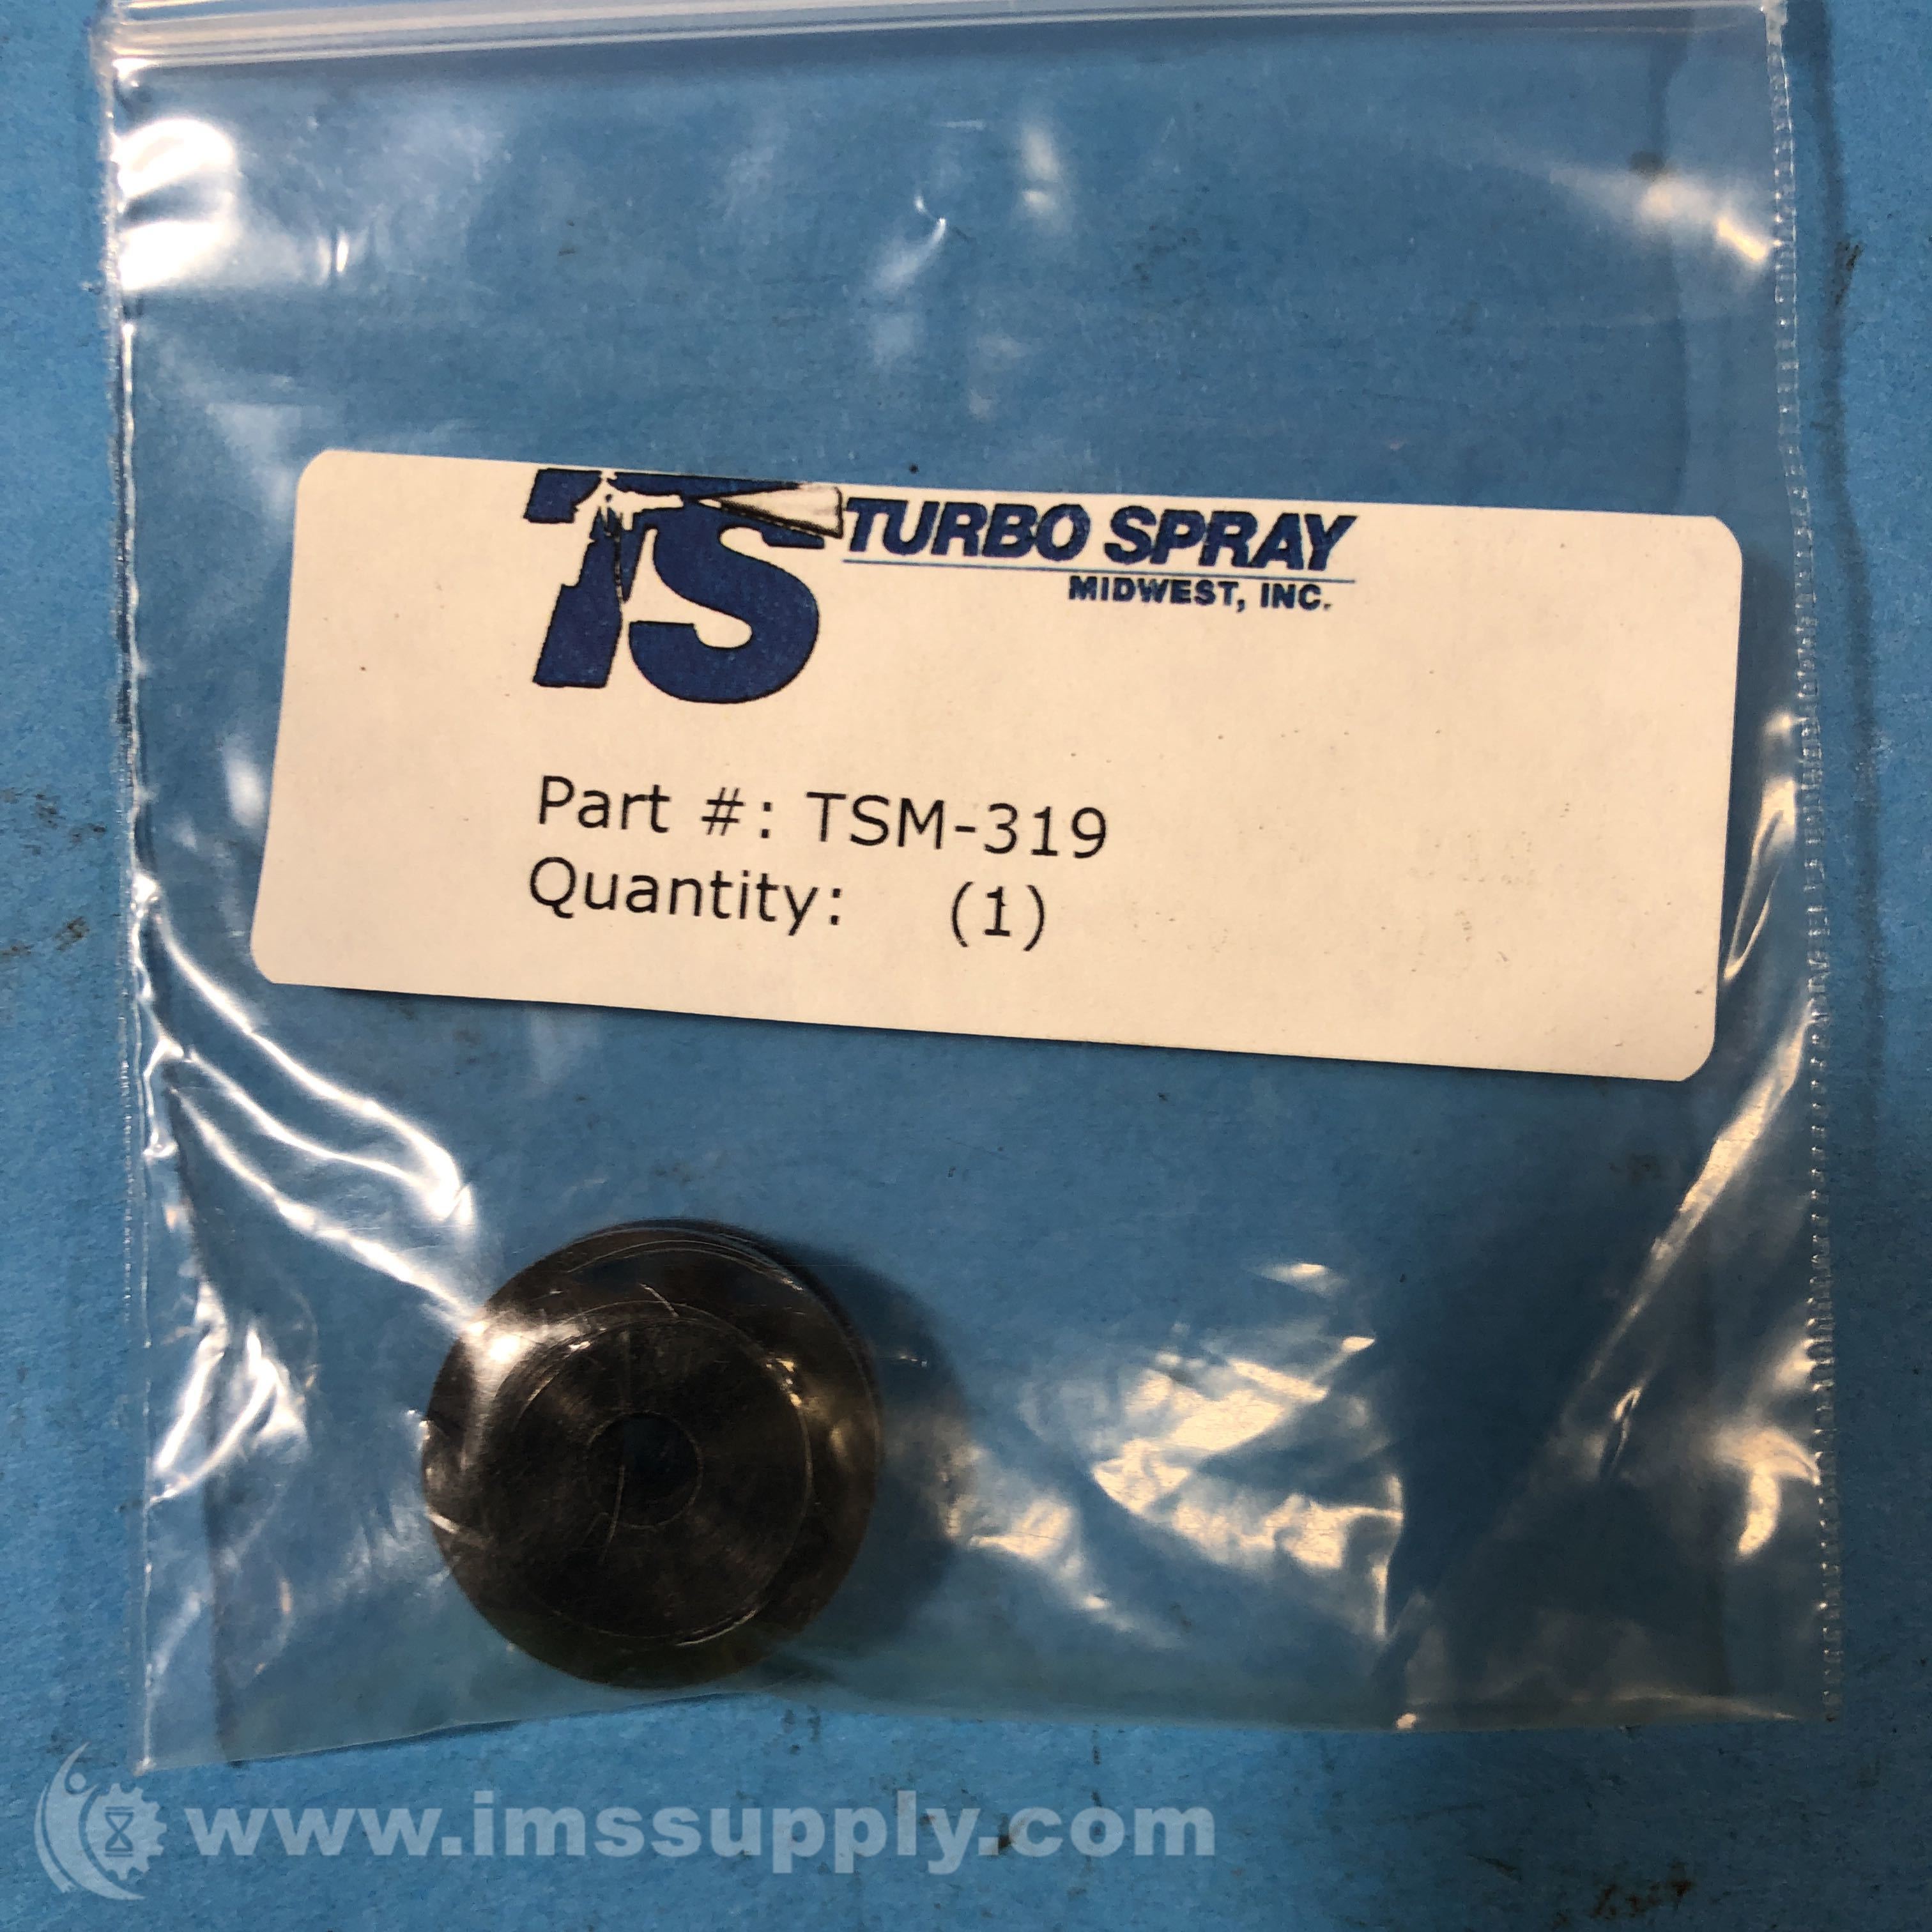 TS TURBO SPRAY
MIDWEST, INC.
Part #: TSM-319
Quantity: (1)
www.imssupply.com